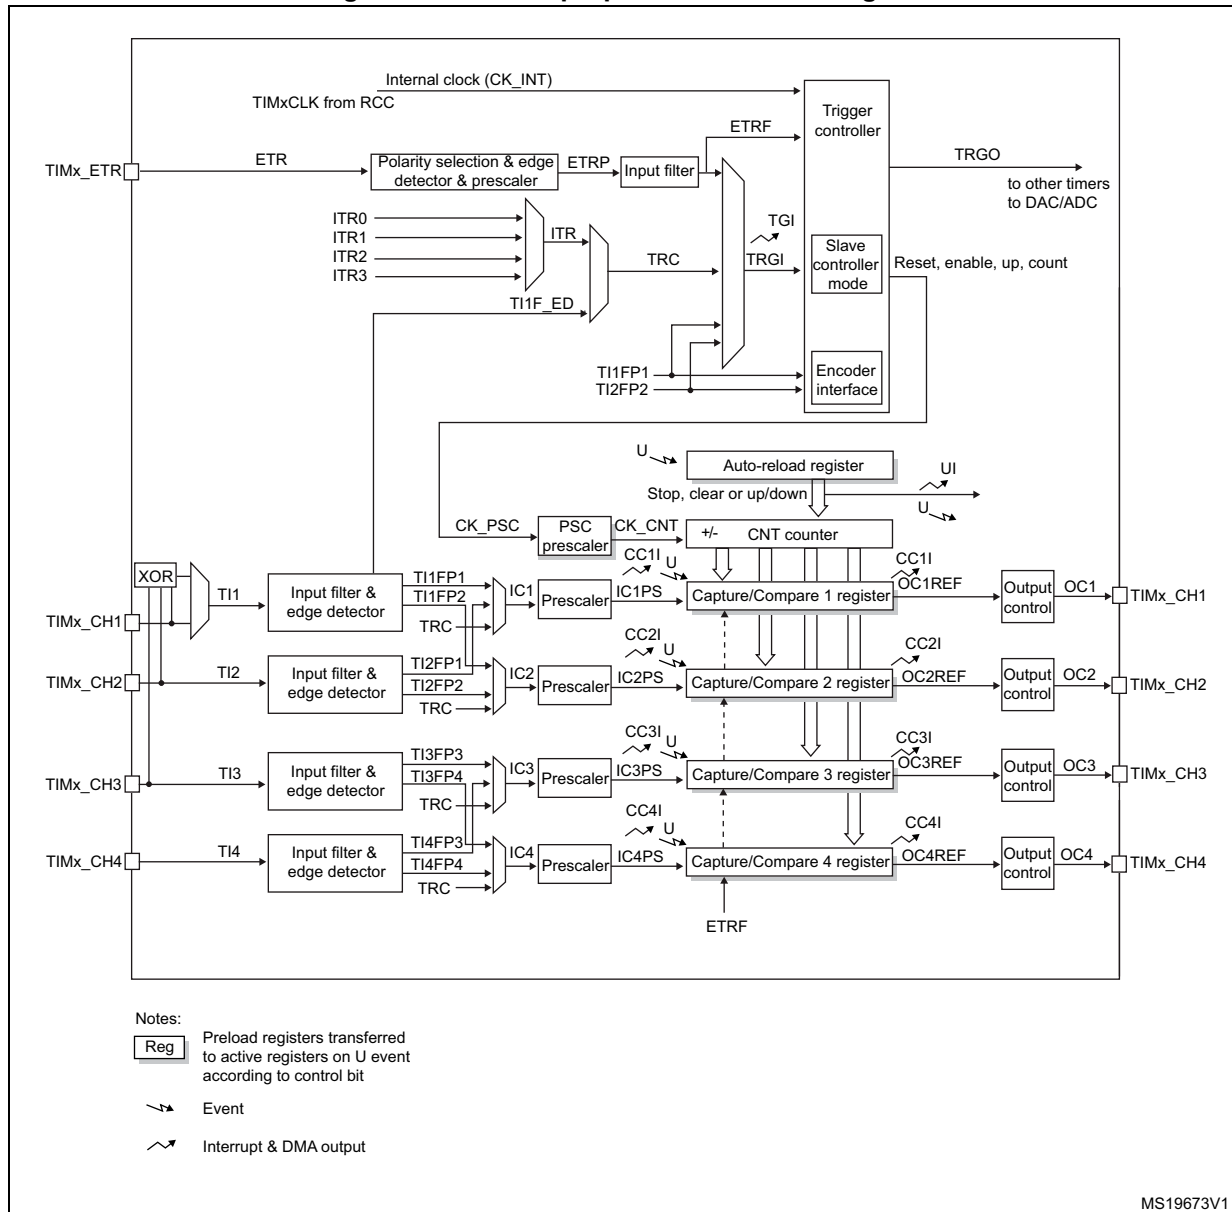 Internal clock (CK_INT)
TIMxCLK from RCC
Trigger
controller
ETRF
TIMx_ETR
ETR
Polarity selection & edge
detector & prescaler
ETRP
Input filter
TRGO
to other timers
to DAC/ADC
ITR0
ITR1
ITR2
ITR3
ITR
TRC
TI1F_ED
TGI
TRGI
Slave
controller
mode
Reset, enable, up, count
TI1FP1
TI2FP2
Encoder
interface
U
Auto-reload register
Stop, clear or up/down
UI
U
CK_PSC
PSC
prescaler
CK_CNT
+/-
CNT counter
XOR
TI1
TIMx_CH1
Input filter &
edge detector
TI1FP1
TI1FP2
TRC
IC1
Prescaler
IC1PS
CC1I
U
Capture/Compare 1 register
CC1I
OC1REF
Output
control
OC1
TIMx_CH1
TIMx_CH2
TI2
Input filter &
edge detector
TI2FP1
TI2FP2
TRC
IC2
Prescaler
IC2PS
CC2I
U
Capture/Compare 2 register
CC2I
OC2REF
Output
control
OC2
TIMx_CH2
TIMx_CH3
TI3
Input filter &
edge detector
TI3FP3
TI3FP4
TRC
IC3
Prescaler
IC3PS
CC3I
U
Capture/Compare 3 register
CC3I
OC3REF
Output
control
OC3
TIMx_CH3
TIMx_CH4
TI4
Input filter &
edge detector
TI4FP3
TI4FP4
TRC
IC4
Prescaler
IC4PS
CC4I
U
Capture/Compare 4 register
CC4I
OC4REF
Output
control
OC4
TIMx_CH4
ETRF
Notes:
Reg
Preload registers transferred
to active registers on U event
according to control bit
Event
Interrupt & DMA output
MS19673V1